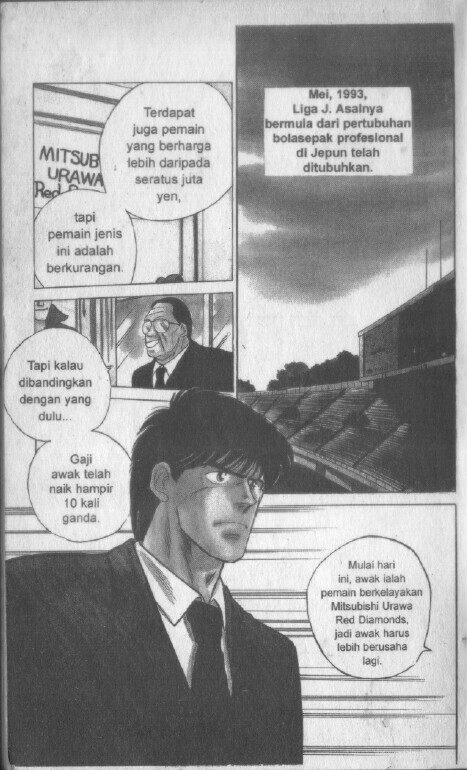 Mei, 1993,
Liga J. Asalnya
bermula dari pertubuhan
bolasepak profesional
di Jepun telah
ditubuhkan.
Terdapat
juga pemain
yang berharga
lebih daripada
seratus juta
yen,
MITSUB
URAWA
Red
tapi
pemain jenis
ini adalah
berkurangan.
Tapi kalau
dibandingkan
dengan yang
dulu...
Gaji
awak telah
naik hampir
10 kali
ganda.
Mulai hari
ini, awak ialah
pemain berkelayakan
Mitsubishi Urawa
Red Diamonds,
jadi awak harus
lebih berusaha
lagi.